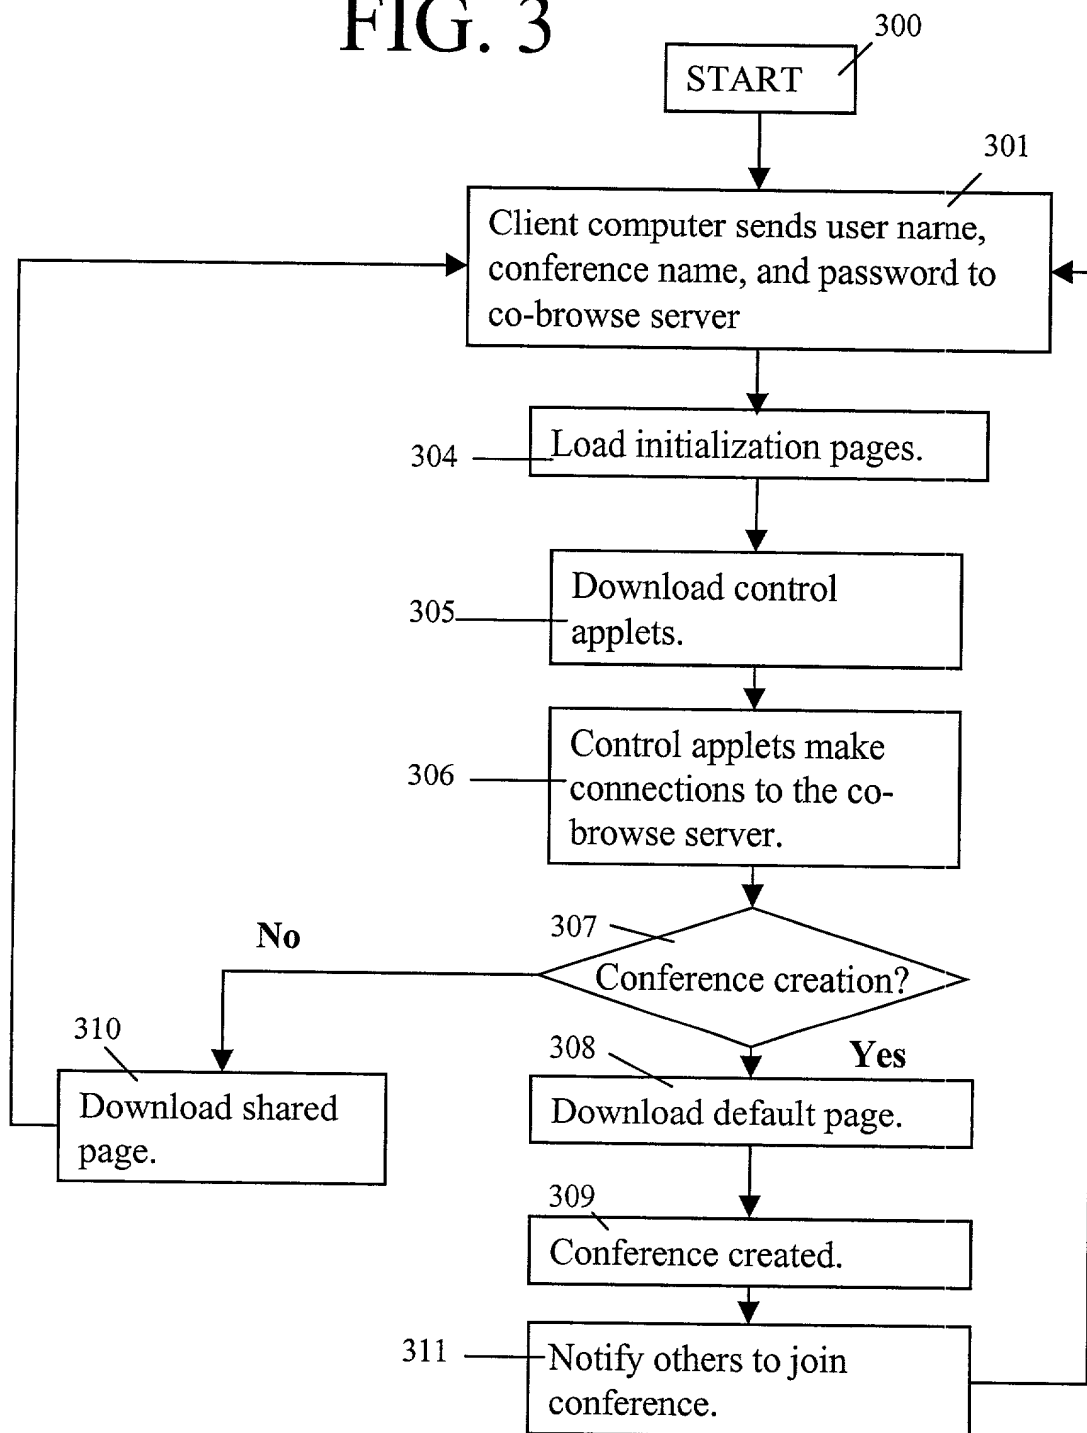 FIG. 3
300
START
301
Client computer sends user name,
conference name, and password to
co-browse server
304
Load initialization pages.
305
Download control
applets.
306
Control applets make
connections to the co-
browse server.
307
Conference creation?
No
Yes
310
Download shared
page.
308
Download default page.
309
Conference created.
311
Notify others to join
conference.